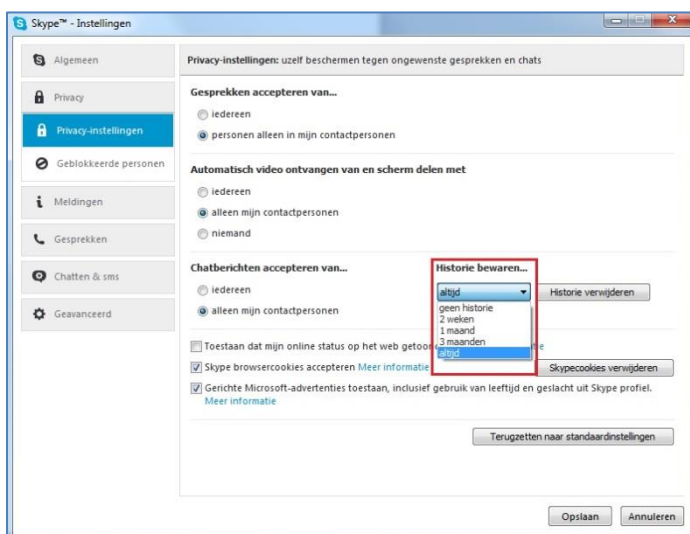 Skype™ - Instellingen
Algemeen
Privacy
Privacy-instellingen
Geblokkeerde personen
Meldingen
Gesprekken
Chatten & sms
Geavanceerd
Privacy-instellingen: uzelf beschermen tegen ongewenste gesprekken en chats
Gesprekken accepteren van...
iedereen
personen alleen in mijn contactpersonen
Automatisch video ontvangen van en scherm delen met
iedereen
alleen mijn contactpersonen
niemand
Chatberichten accepteren van...
iedereen
alleen mijn contactpersonen
Historie bewaren...
altijd
Historie verwijderen
geen historie
2 weken
1 maand
3 maanden
altijd
Toestaan dat mijn online status op het web
Skype browsercookies accepteren Meer informatie
Skypecookies verwijderen
Gerichte Microsoft-advertenties toestaan, inclusief gebruik van leeftijd en geslacht uit Skype profiel.
Meer informatie
Terugzetten naar standaardinstellingen
Opslaan
Annuleren